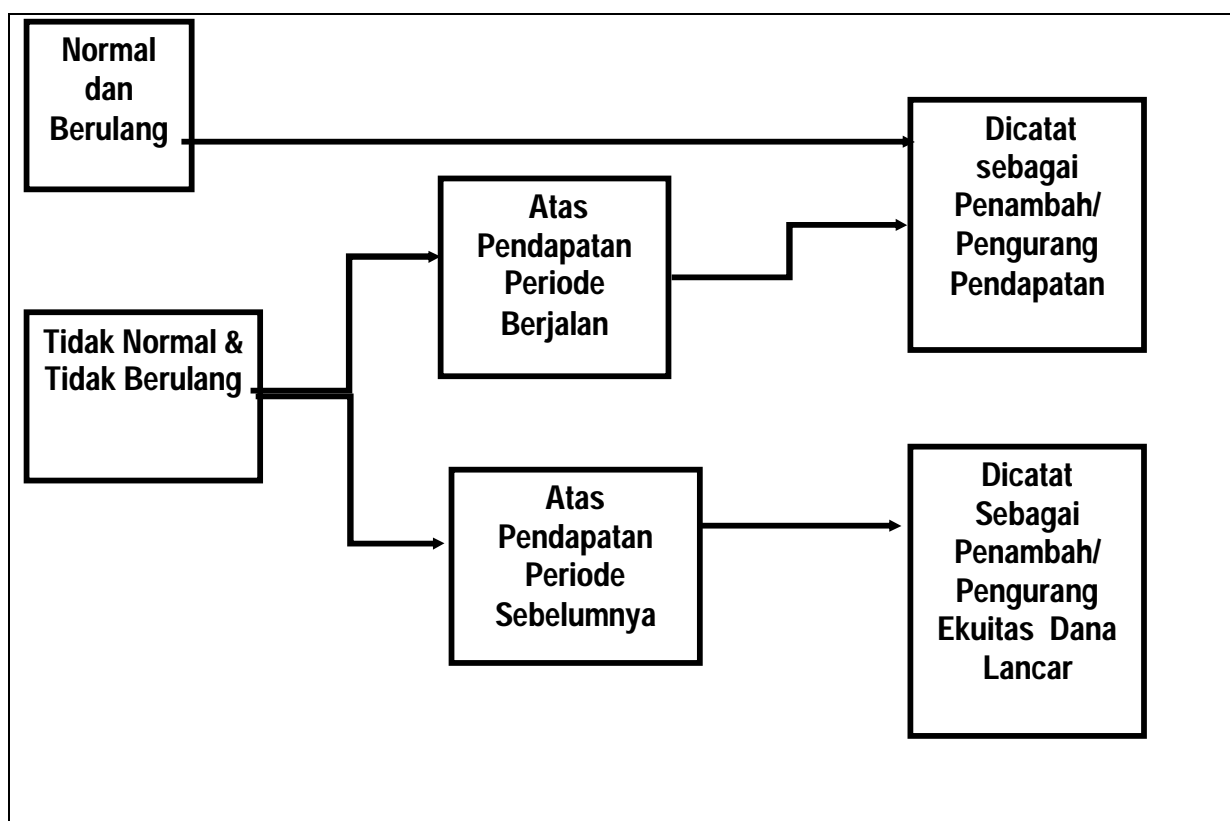 Normal
dan
Berulang
Tidak Normal &
Tidak Berulang
Atas
Pendapatan
Periode
Berjalan
Atas
Pendapatan
Periode
Sebelumnya
Dicatat
sebagai
Penambah/
Pengurang
Pendapatan
Dicatat
Sebagai
Penambah/
Pengurang
Ekuitas Dana
Lancar